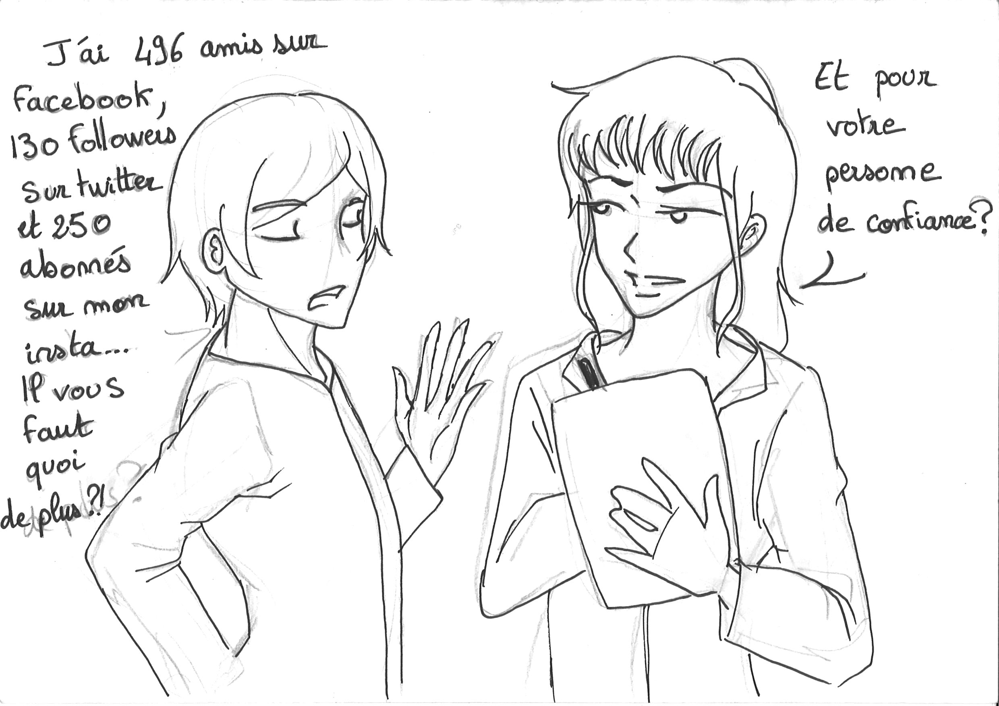 J'ai 496 amis sur
facebook,
130 followers
sur twitter
et 250
abonnés
sur mon
insta...
Il vous
faut
quoi
de plus ?!
Et pour
votre
personne
de confiance ?